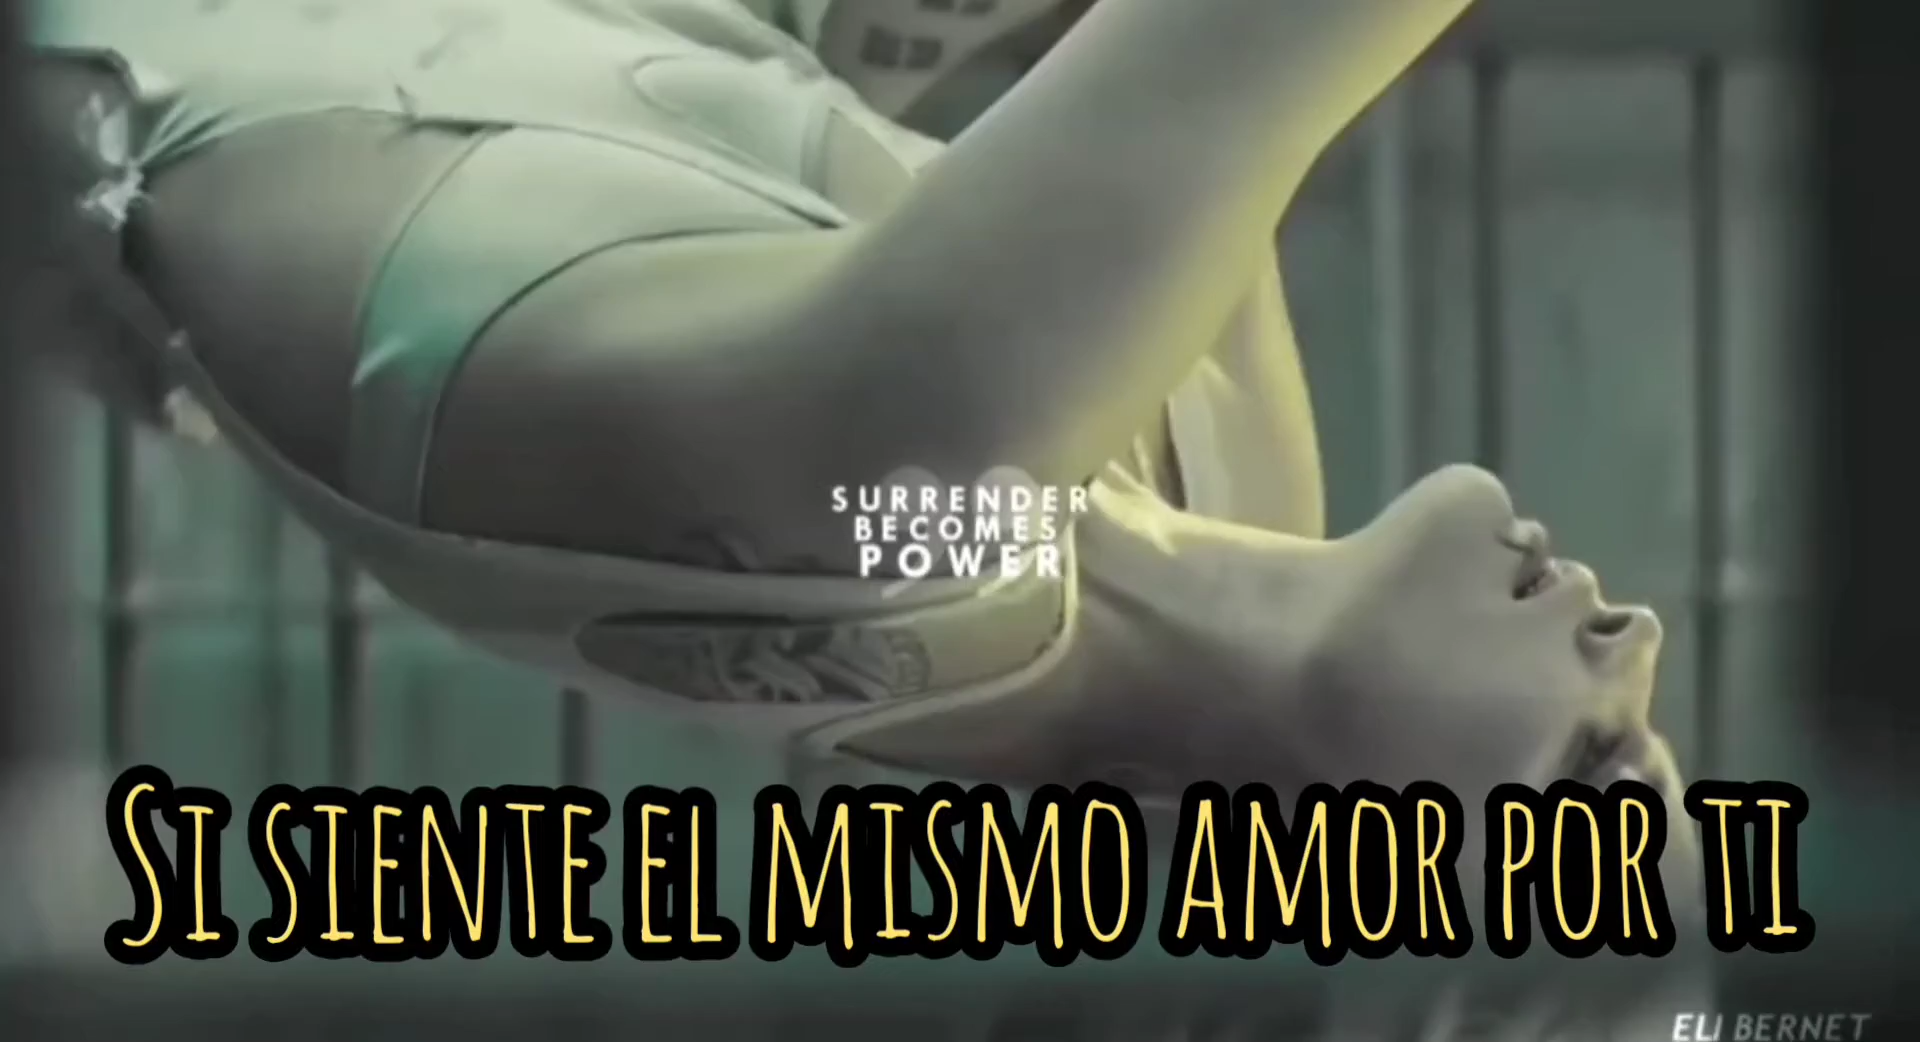 SURRENDER
BECOMES
POWER
SI SIENTE EL MISMO AMOR POR TI
ELI BERNET